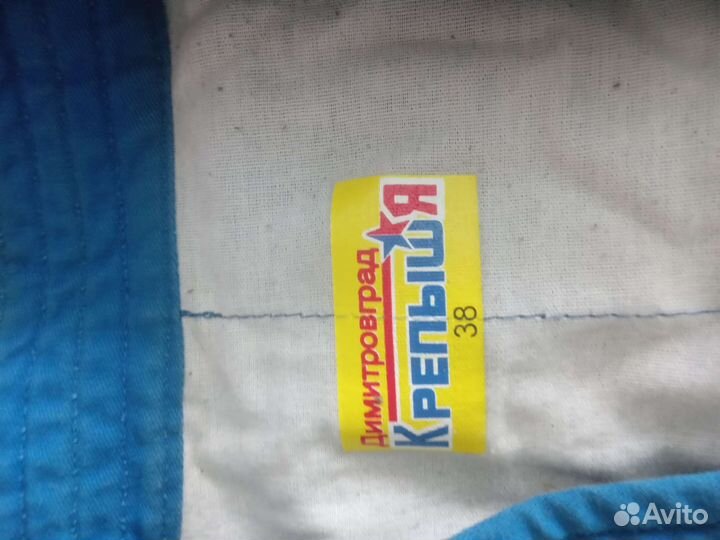 Димитровград
КРЕПЫШ Я
38
Avito